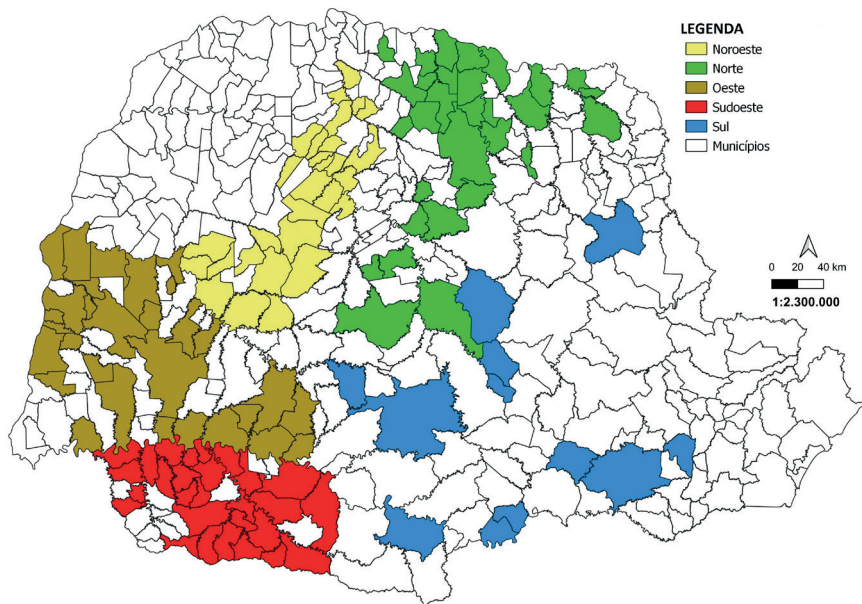 LEGENDA
Noroeste
Norte
Oeste
Sudoeste
Sul
Municípios
0 20 40 km
1:2.300.000